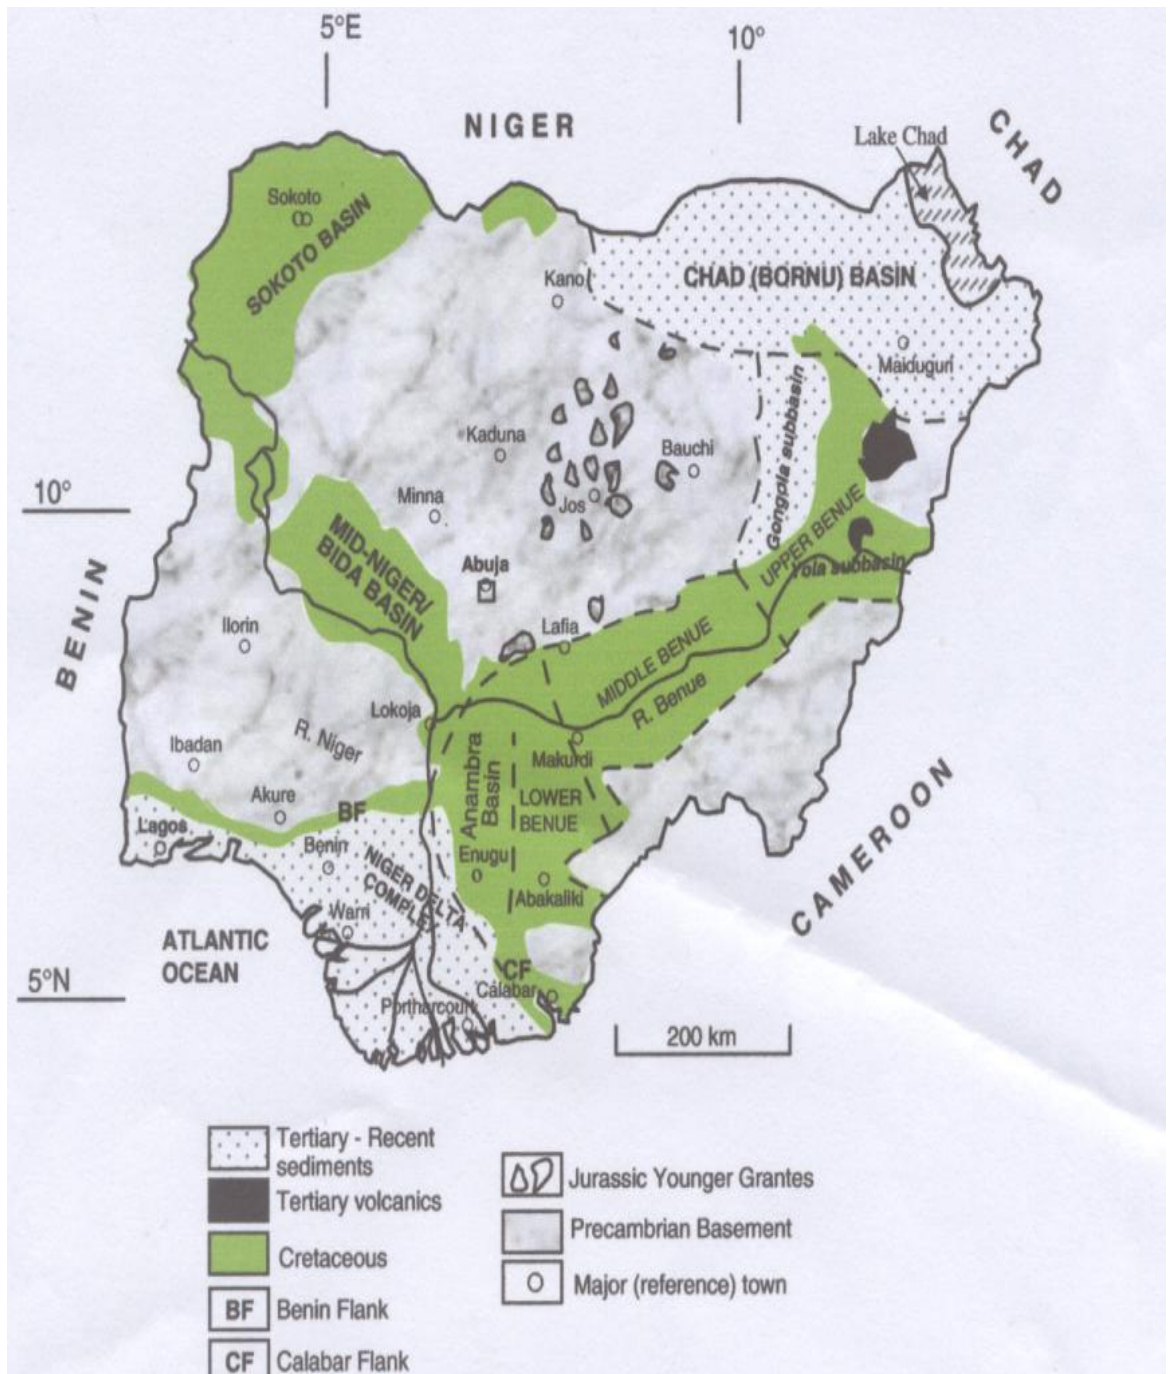 5°E
10°
NIGER
CHAD
Lake Chad
Sokoto
SOKOTO BASIN
CHAD (BORNU) BASIN
Kano
Maiduguri
Gongola subbasin
Kaduna
Bauchi
10°
Minna
Jos
MID-NIGER/
BIDA BASIN
UPPER BENUE
Yola subbasin
Abuja
BENIN
Ilorin
Lafia
MIDDLE BENUE
R. Benue
Lokoja
R. Niger
Ibadan
Makurdi
Anambra
Basin
LOWER
BENUE
Akure
BF
Lagos
Benin
Enugu
NIGER DELTA
COMPLEX
Abakaliki
CAMEROON
Warri
ATLANTIC
OCEAN
5°N
CF
Calabar
Portharcourt
200 km
Tertiary - Recent
sediments
Tertiary volcanics
Cretaceous
BF Benin Flank
CF Calabar Flank
Jurassic Younger Grantes
Precambrian Basement
Major (reference) town